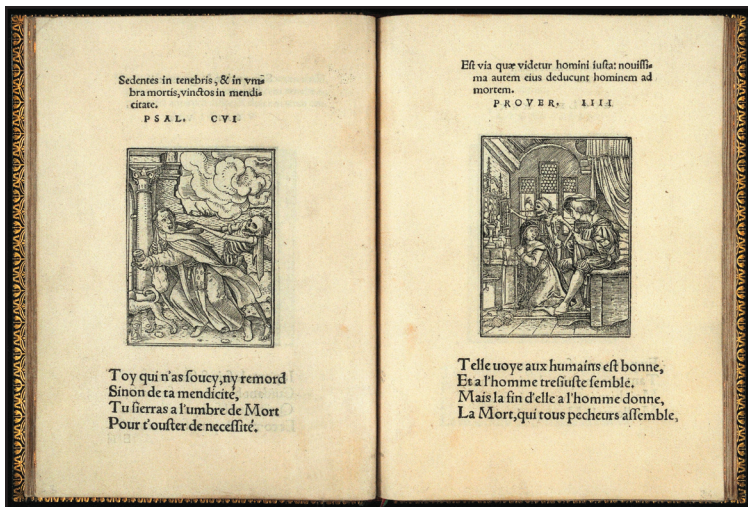 Sedentes in tenebris, & in vm̄
bra mortis, vinctos in mendi⸗
citate.
PSAL. CVI
Toy qui n'as soucy, ny remord
Sinon de ta mendicité,
Tu sierras a l'umbre de Mort
Pour t'ouster de necessité.
Est via quæ videtur homini iusta: nouissi⸗
ma autem eius deducunt hominem ad
mortem.
PROVER. IIII
Telle uoye aux humains est bonne,
Et a l'homme tresiuste semble.
Mais la fin d'elle a l'homme donne,
La Mort, qui tous pecheurs assemble,